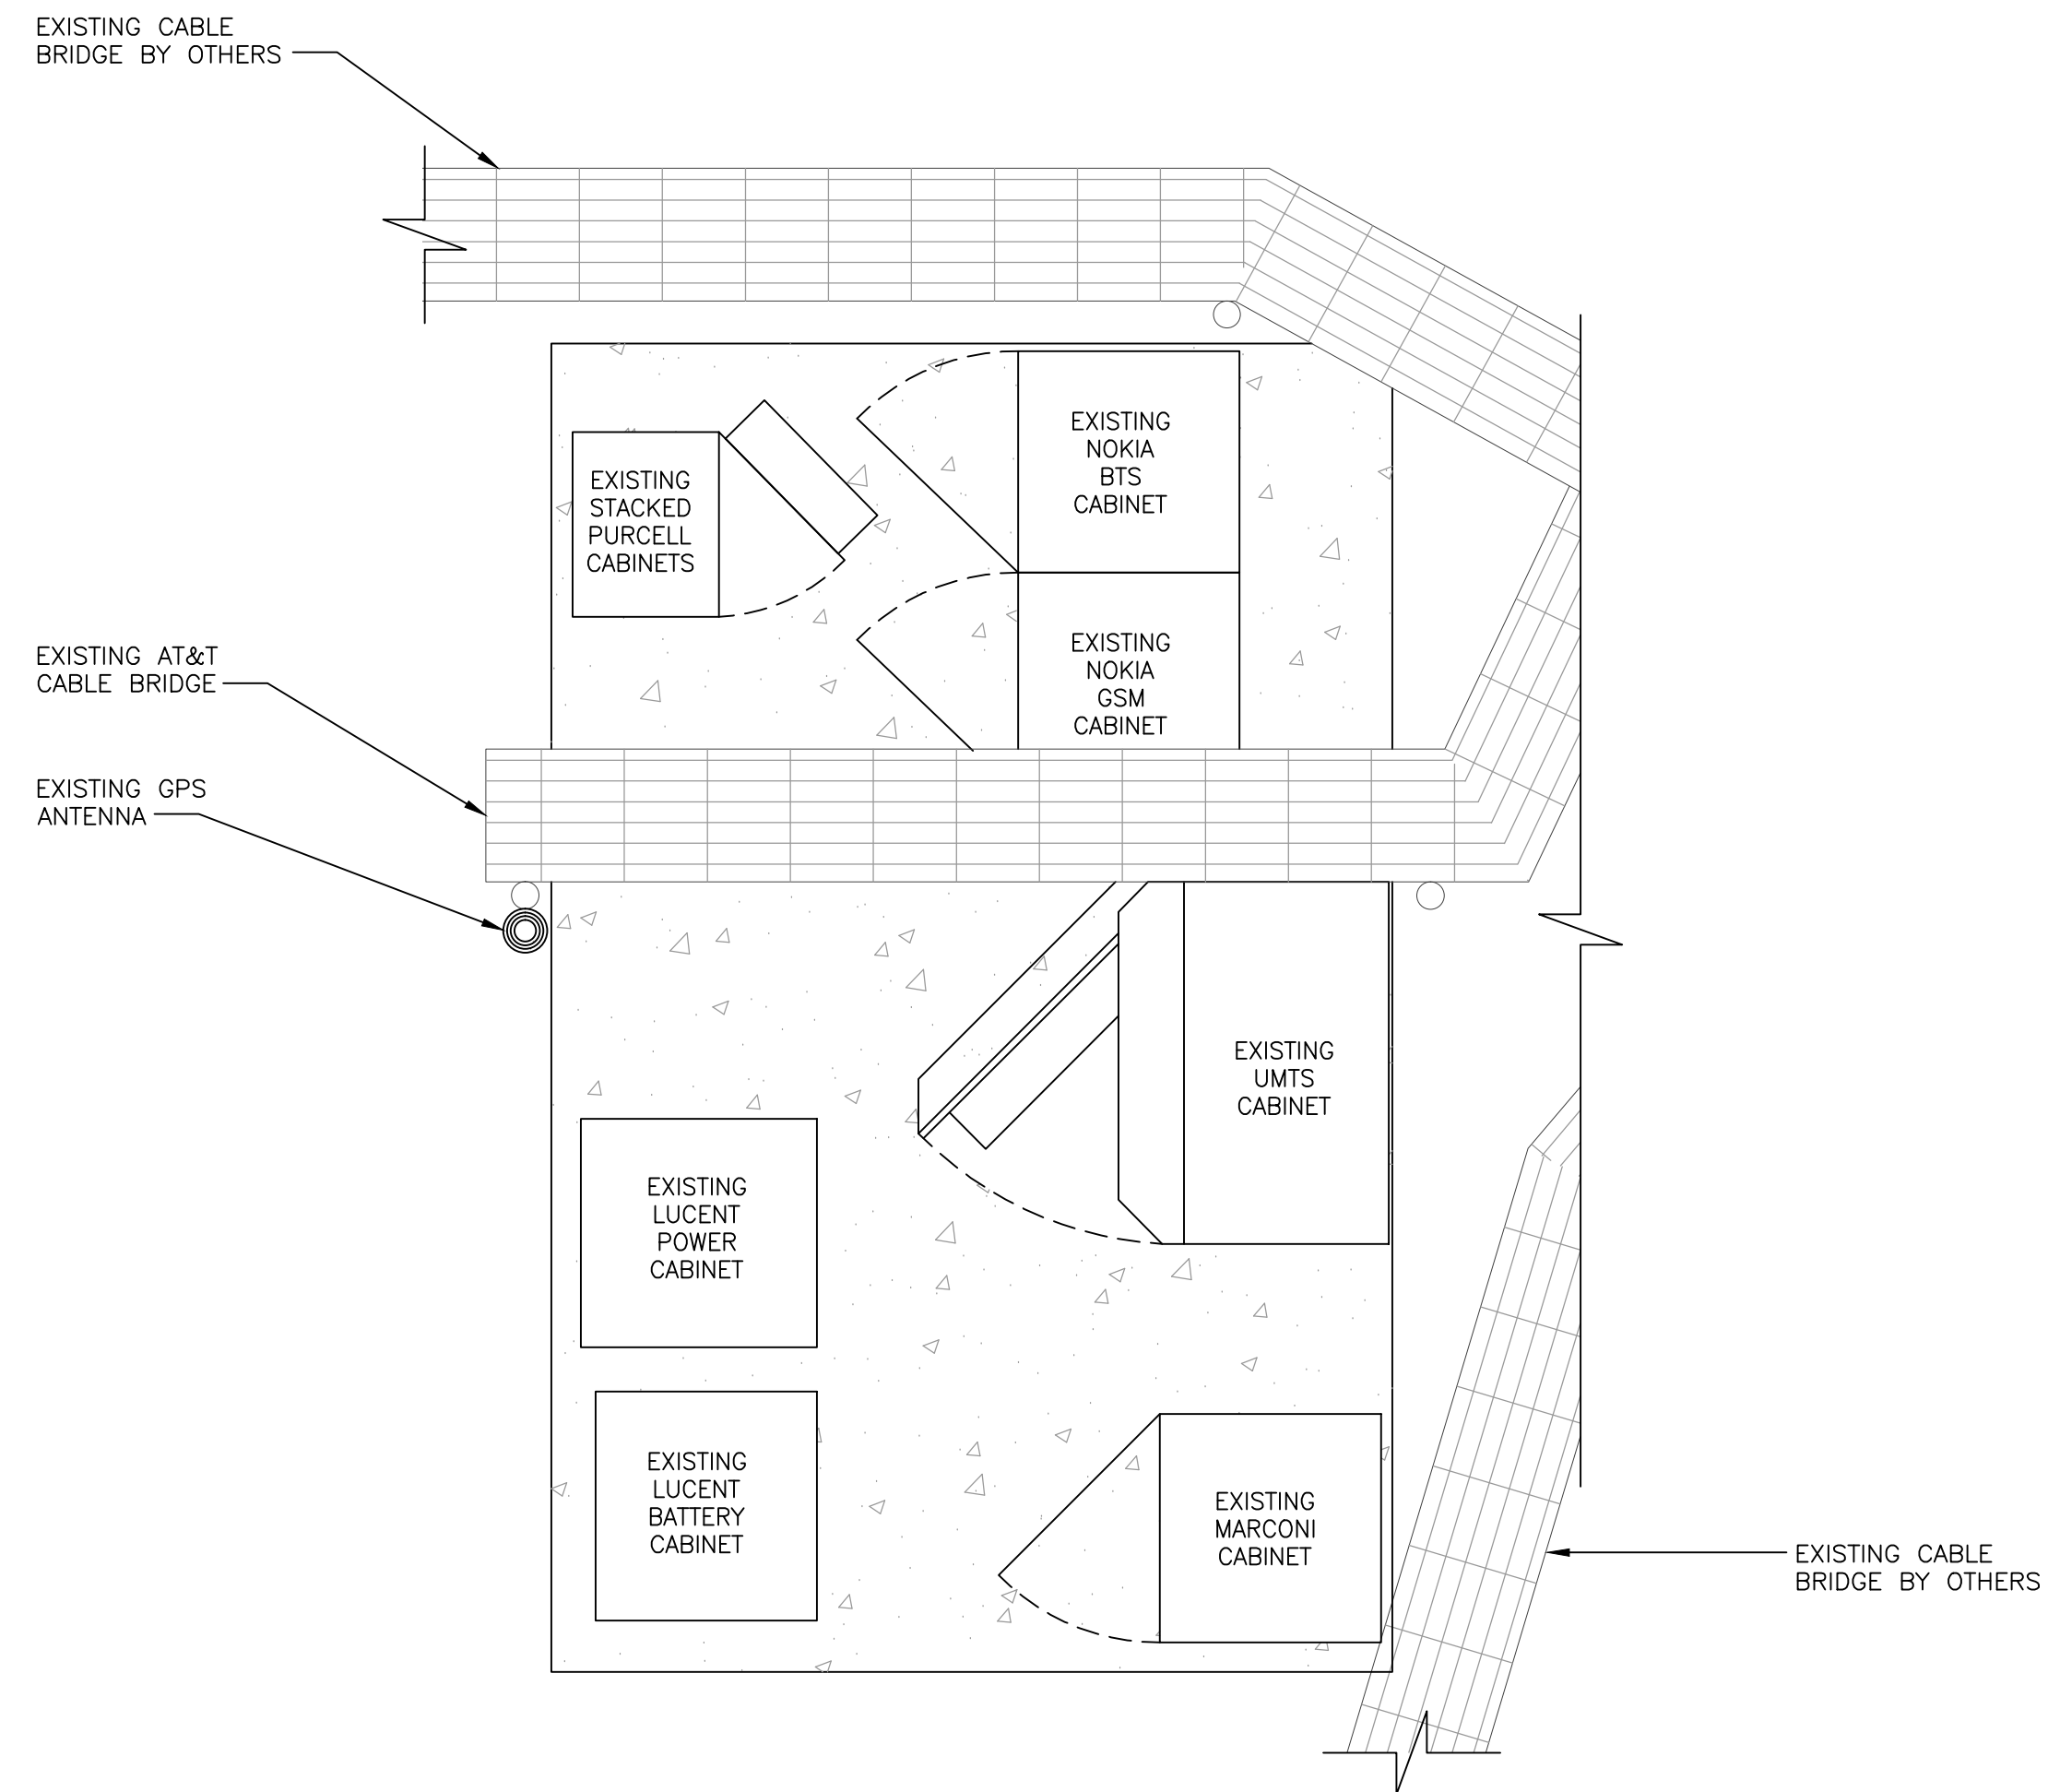 EXISTING CABLE
BRIDGE BY OTHERS
EXISTING
NOKIA
BTS
CABINET
EXISTING
STACKED
PURCELL
CABINETS
EXISTING AT&T
CABLE BRIDGE
EXISTING
NOKIA
GSM
CABINET
EXISTING GPS
ANTENNA
EXISTING
UMTS
CABINET
EXISTING
LUCENT
POWER
CABINET
EXISTING
LUCENT
BATTERY
CABINET
EXISTING
MARCONI
CABINET
EXISTING CABLE
BRIDGE BY OTHERS